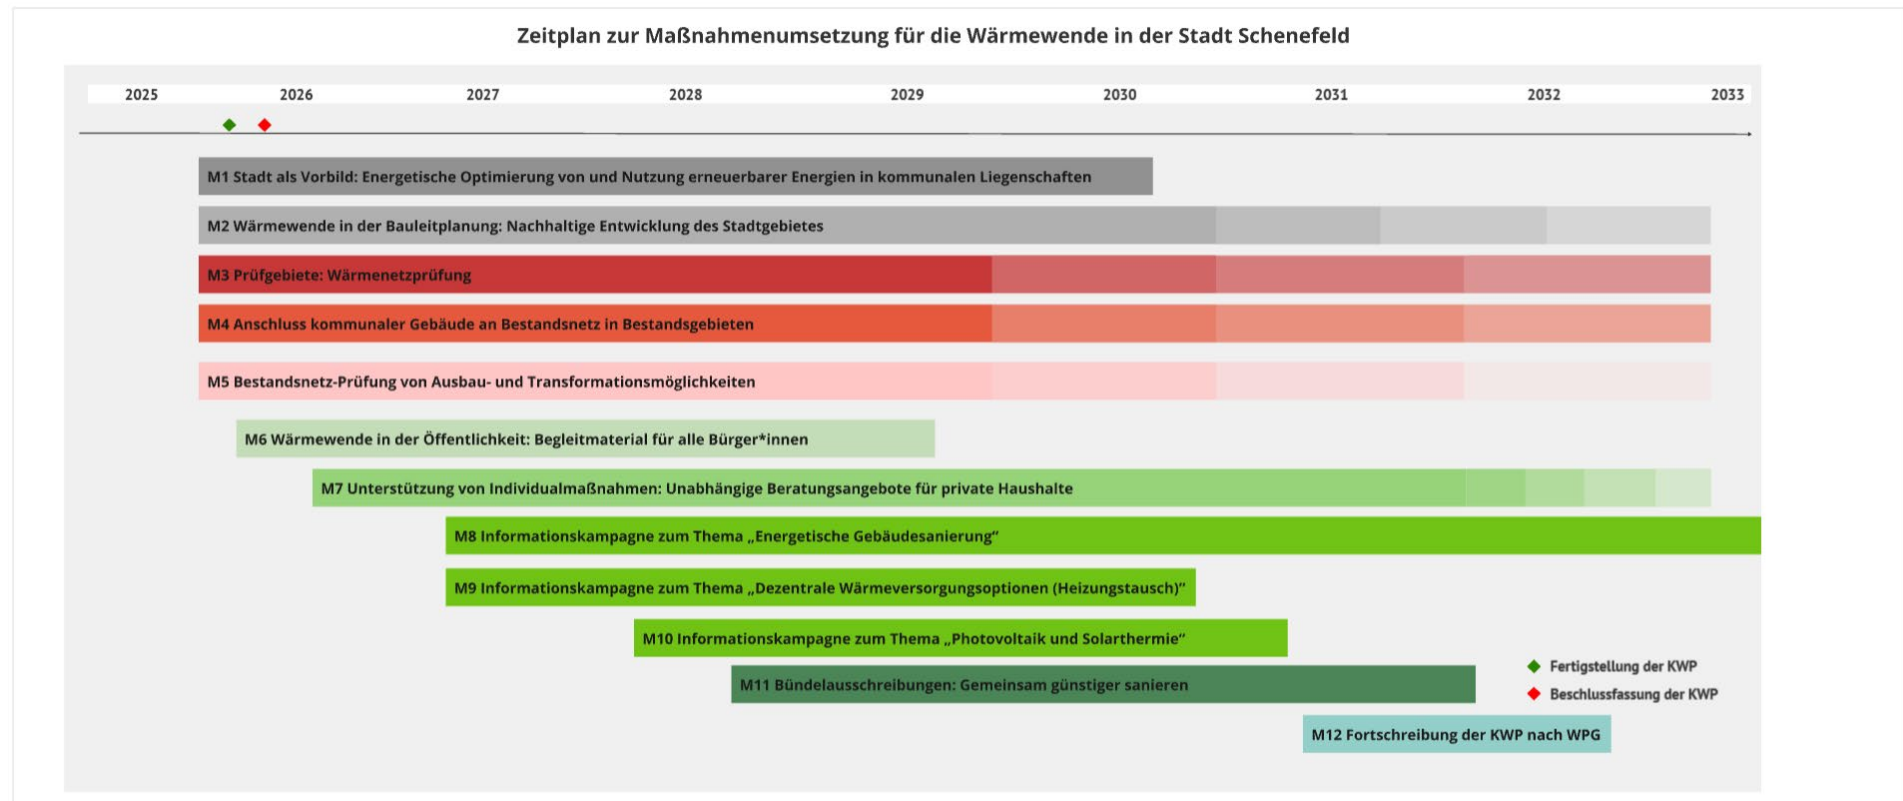 Zeitplan zur Maßnahmenumsetzung für die Wärmewende in der Stadt Schenefeld
2025 2026 2027 2028 2029 2030 2031 2032 2033
M1 Stadt als Vorbild: Energetische Optimierung von und Nutzung erneuerbarer Energien in kommunalen Liegenschaften
M2 Wärmewende in der Bauleitplanung: Nachhaltige Entwicklung des Stadtgebietes
M3 Prüfgebiete: Wärmenetzprüfung
M4 Anschluss kommunaler Gebäude an Bestandsnetz in Bestandsgebieten
M5 Bestandsnetz-Prüfung von Ausbau- und Transformationsmöglichkeiten
M6 Wärmewende in der Öffentlichkeit: Begleitmaterial für alle Bürger*innen
M7 Unterstützung von Individualmaßnahmen: Unabhängige Beratungsangebote für private Haushalte
M8 Informationskampagne zum Thema „Energetische Gebäudesanierung“
M9 Informationskampagne zum Thema „Dezentrale Wärmeversorgungsoptionen (Heizungstausch)“
M10 Informationskampagne zum Thema „Photovoltaik und Solarthermie“
M11 Bündelausschreibungen: Gemeinsam günstiger sanieren
M12 Fortschreibung der KWP nach WPG
Fertigstellung der KWP
Beschlussfassung der KWP